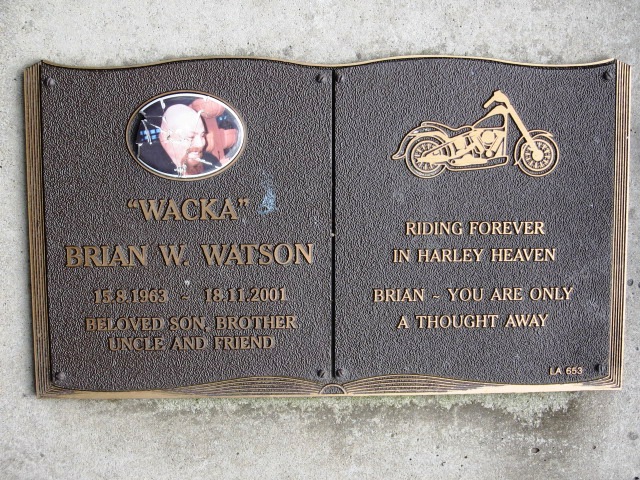 "WACKA"
BRIAN W. WATSON
15.8.1963 ~ 18.11.2001
BELOVED SON, BROTHER
UNCLE AND FRIEND
RIDING FOREVER
IN HARLEY HEAVEN
BRIAN ~ YOU ARE ONLY
A THOUGHT AWAY
LA 653